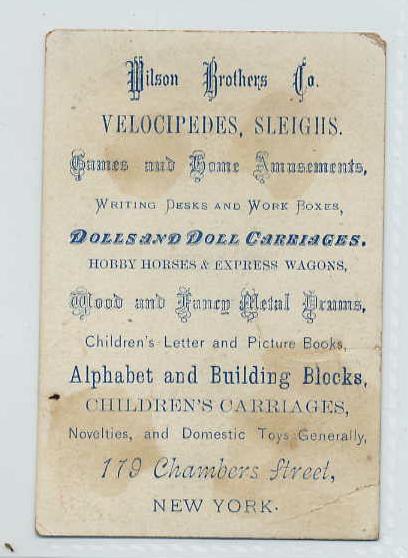 Wilson Brothers Co.
VELOCIPEDES, SLEIGHS.
Games and Home Amusements,
WRITING DESKS AND WORK BOXES,
DOLLS AND DOLL CARRIAGES.
HOBBY HORSES & EXPRESS WAGONS,
Wood and Fancy Metal Drums,
Children's Letter and Picture Books,
Alphabet and Building Blocks,
CHILDREN'S CARRIAGES,
Novelties, and Domestic Toys Generally,
179 Chambers Street,
NEW YORK.